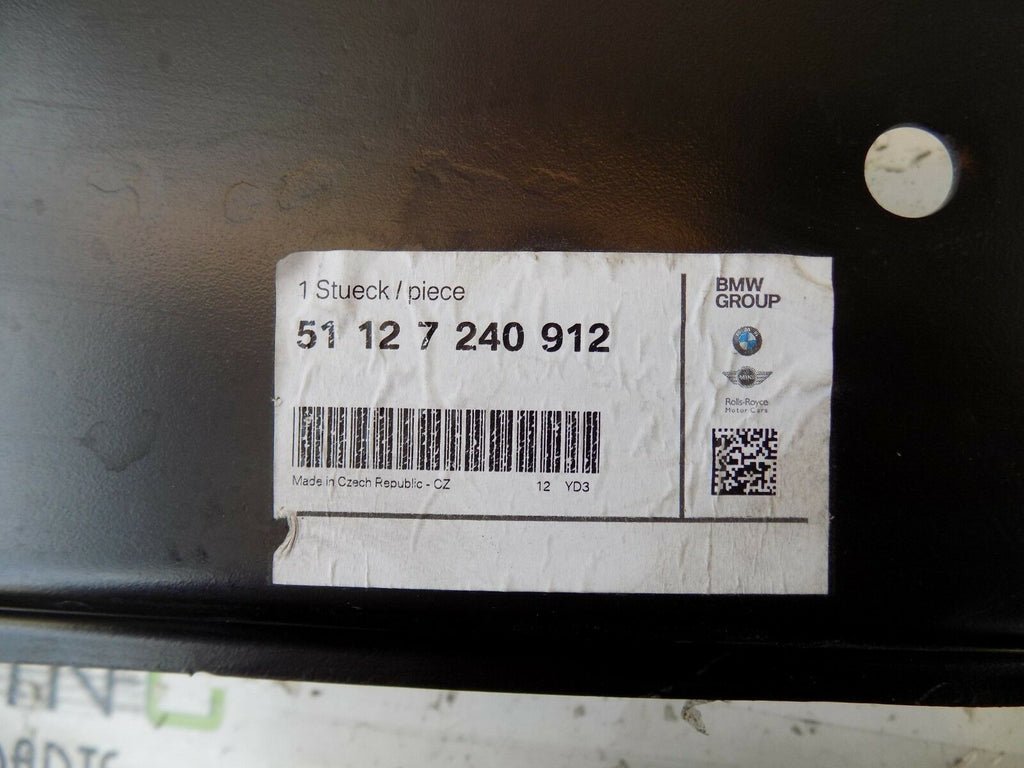 1 Stueck / piece
51 12 7 240 912
Made in Czech Republic - CZ
12 YD3
BMW
GROUP
MINI
Rolls-Royce
Motor Cars